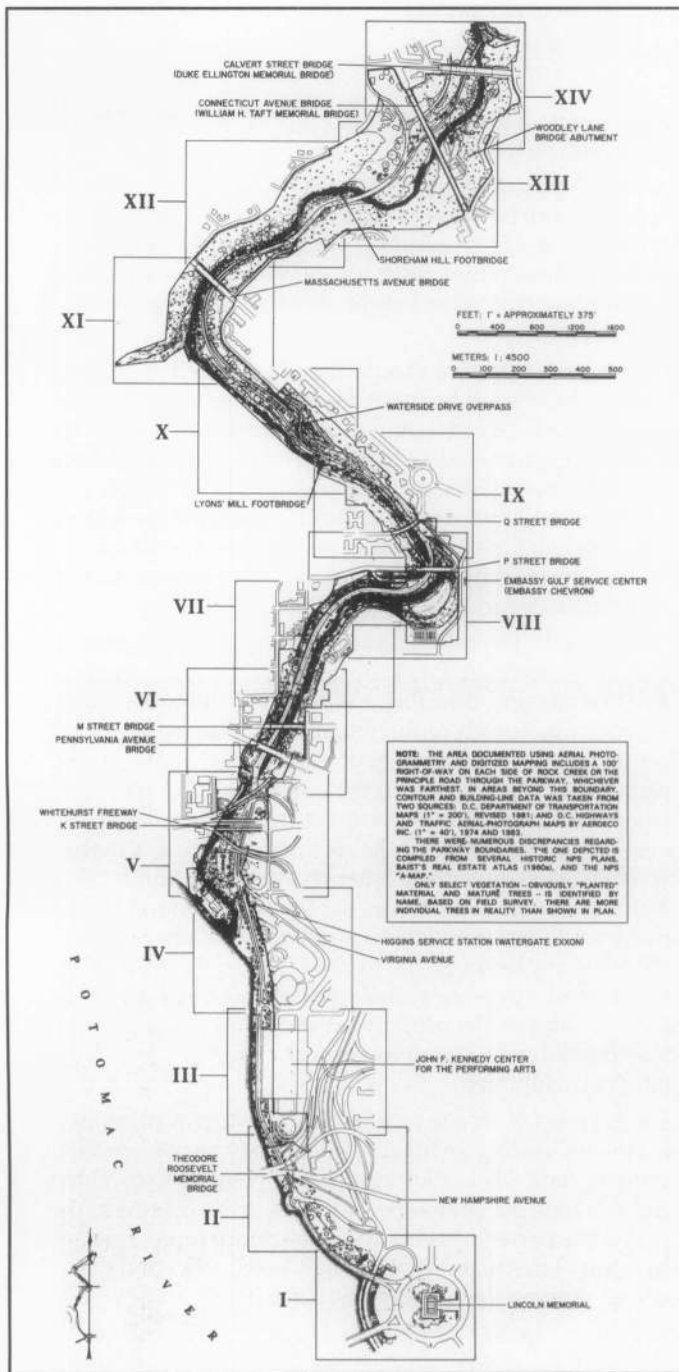 CALVERT STREET BRIDGE
(DUKE ELLINGTON MEMORIAL BRIDGE)
XIV
CONNECTICUT AVENUE BRIDGE
(WILLIAM H. TAFT MEMORIAL BRIDGE)
WOODLEY LANE
BRIDGE ABUTMENT
XIII
XII
SHOREHAM HILL FOOTBRIDGE
MASSACHUSETTS AVENUE BRIDGE
XI
FEET: 1" = APPROXIMATELY 375'
0 400 800 1200 1600
METERS: 1:4500
0 100 200 300 400 500
WATERSIDE DRIVE OVERPASS
X
LYONS' MILL FOOTBRIDGE
IX
Q STREET BRIDGE
P STREET BRIDGE
EMBASSY GULF SERVICE CENTER
(EMBASSY CHEVRON)
VII
VIII
VI
M STREET BRIDGE
PENNSYLVANIA AVENUE
BRIDGE
NOTE: THE AREA DOCUMENTED USING AERIAL PHOTO-
GRAMMETRY AND DIGITIZED MAPPING INCLUDES A 100'
RIGHT-OF-WAY ON EACH SIDE OF ROCK CREEK OR THE
PRINCIPLE ROAD THROUGH THE PARKWAY, WHICHEVER
WAS FARTHEST. IN AREAS BEYOND THIS BOUNDARY,
CONTOUR AND BUILDING-LINE DATA WAS TAKEN FROM
TWO SOURCES: D.C. DEPARTMENT OF TRANSPORTATION
MAPS (1" = 200'), REVISED 1981; AND D.C. HIGHWAYS
AND TRAFFIC AERIAL-PHOTOGRAPH MAPS BY AEROECO
INC. (1" = 40'), 1974 AND 1983.
THERE WERE NUMEROUS DISCREPANCIES REGARD-
ING THE PARKWAY BOUNDARIES. THE ONE DEPICTED IS
COMPILED FROM SEVERAL HISTORIC NPS PLANS,
BAIST'S REAL ESTATE ATLAS (1960s), AND THE NPS
"A-MAP."
ONLY SELECT VEGETATION--OBVIOUSLY "PLANTED"
MATERIAL AND MATURE TREES--IS IDENTIFIED BY
NAME, BASED ON FIELD SURVEY. THERE ARE MORE
INDIVIDUAL TREES IN REALITY THAN SHOWN IN PLAN.
WHITEHURST FREEWAY
K STREET BRIDGE
V
HIGGINS SERVICE STATION (WATERGATE EXXON)
VIRGINIA AVENUE
IV
JOHN F. KENNEDY CENTER
FOR THE PERFORMING ARTS
III
THEODORE
ROOSEVELT
MEMORIAL
BRIDGE
NEW HAMPSHIRE AVENUE
II
POTOMAC RIVER
I
LINCOLN MEMORIAL